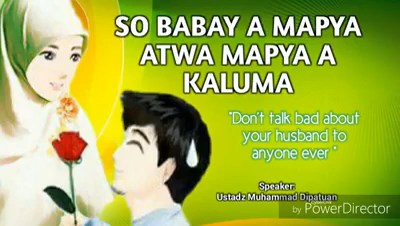 SO BABAY A MAPYA
ATWA MAPYA A
KALUMA
"Don't talk bad about
your husband to
anyone ever "
Speaker:
Ustadz Muhammad Dipatuan
by PowerDirector